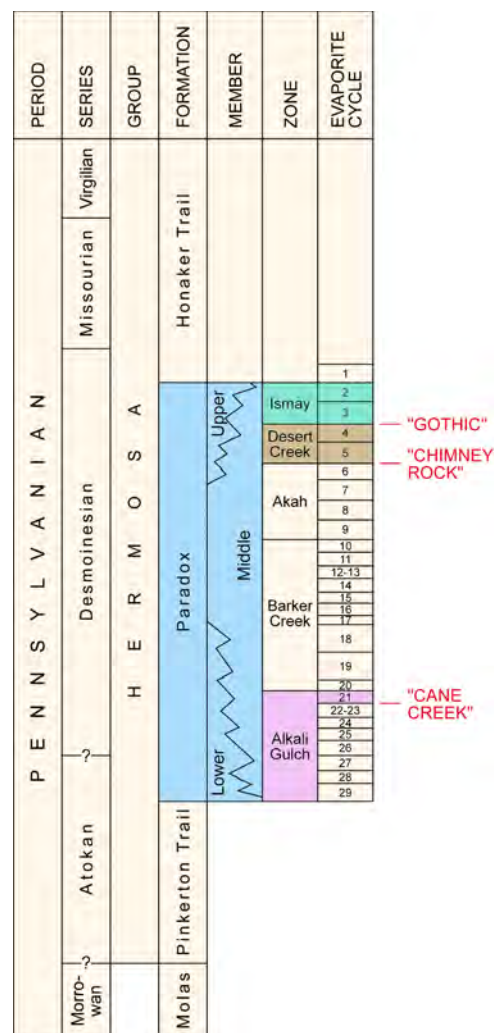 PERIOD
SERIES
GROUP
FORMATION
MEMBER
ZONE
EVAPORITE
CYCLE
PENNSYLVANIAN
Virgilian
Missourian
Desmoinesian
?
Atokan
?
Morro-
wan
HERMOSA
Honaker Trail
Paradox
Pinkerton Trail
Molas
Upper
Middle
Lower
Ismay
Desert
Creek
Akah
Barker
Creek
Alkali
Gulch
1
2
3
4
5
6
7
8
9
10
11
12-13
14
15
16
17
18
19
20
21
22-23
24
25
26
27
28
29
"GOTHIC"
"CHIMNEY
ROCK"
"CANE
CREEK"